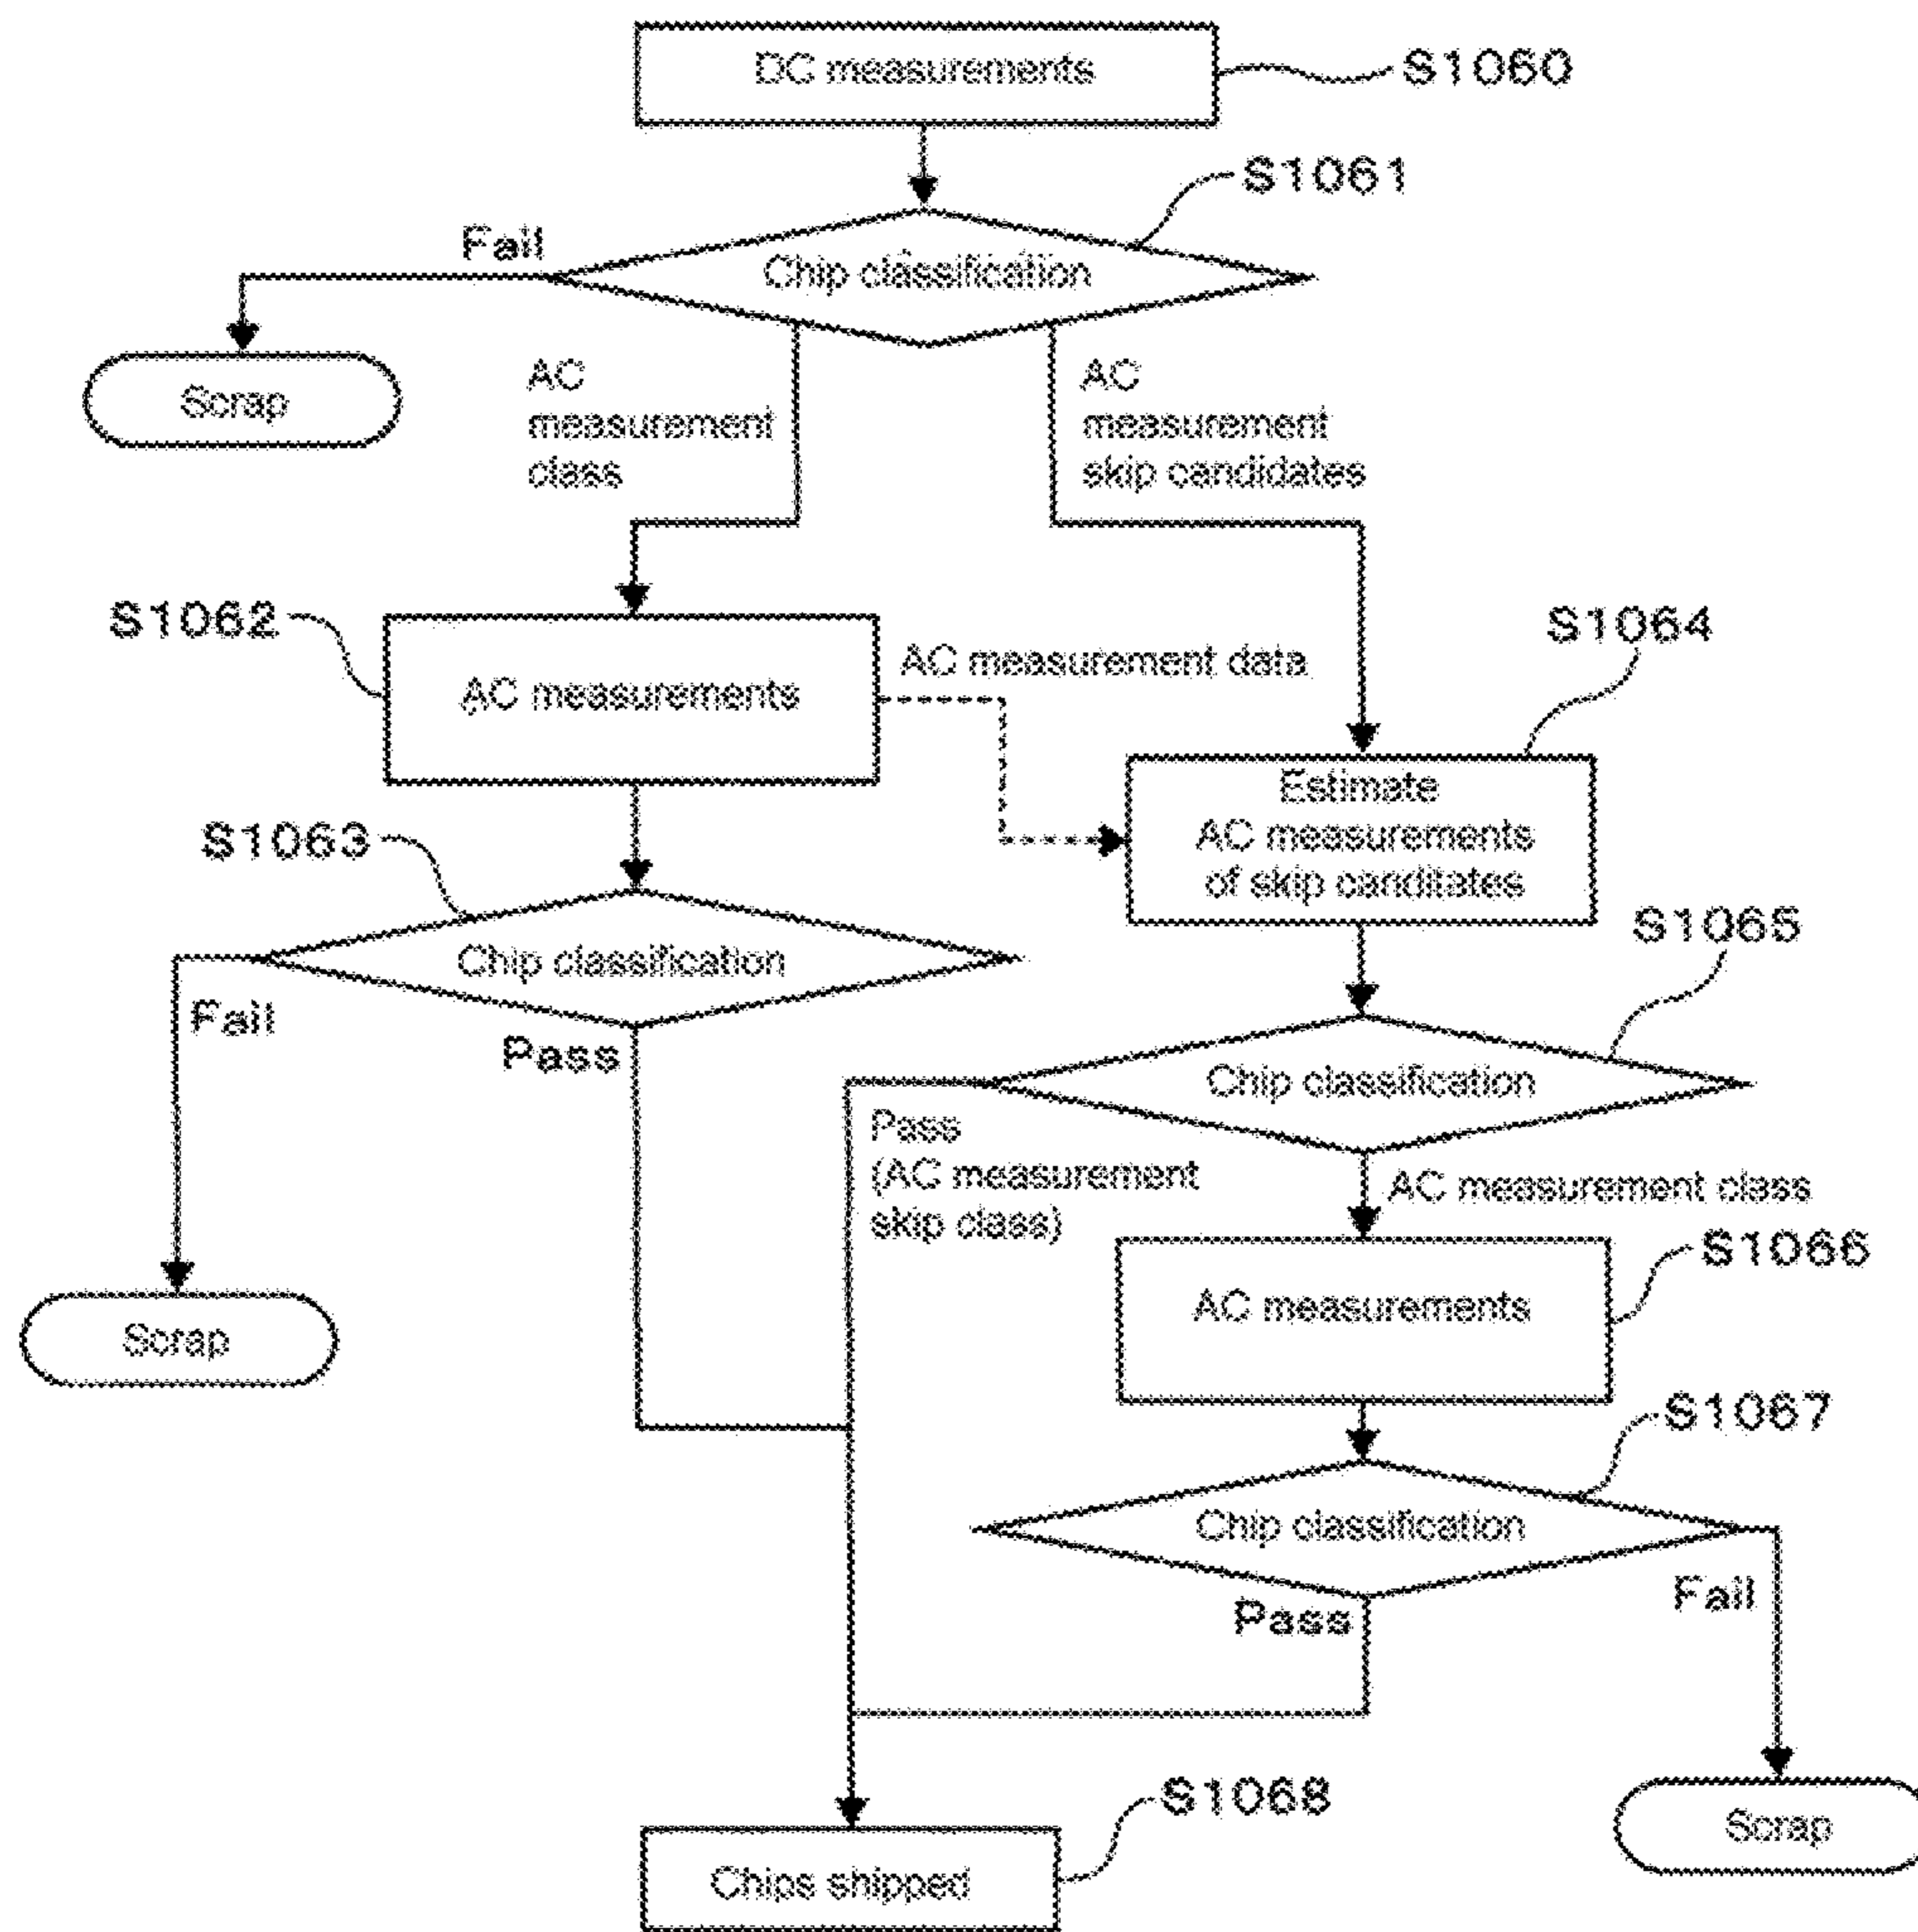 DC measurements
S1060
S1061
Fail
Chip classification
Scrap
AC
measurement
class
AC
measurement
skip candidates
S1062
AC measurements
AC measurement data
S1064
Estimate
AC measurements
of skip canditates
S1063
Chip classification
Fail
Pass
S1065
Chip classification
Pass
(AC measurement
skip class)
AC measurement class
S1066
AC measurements
Scrap
S1067
Chip classification
Pass
Fail
S1068
Chips shipped
Scrap